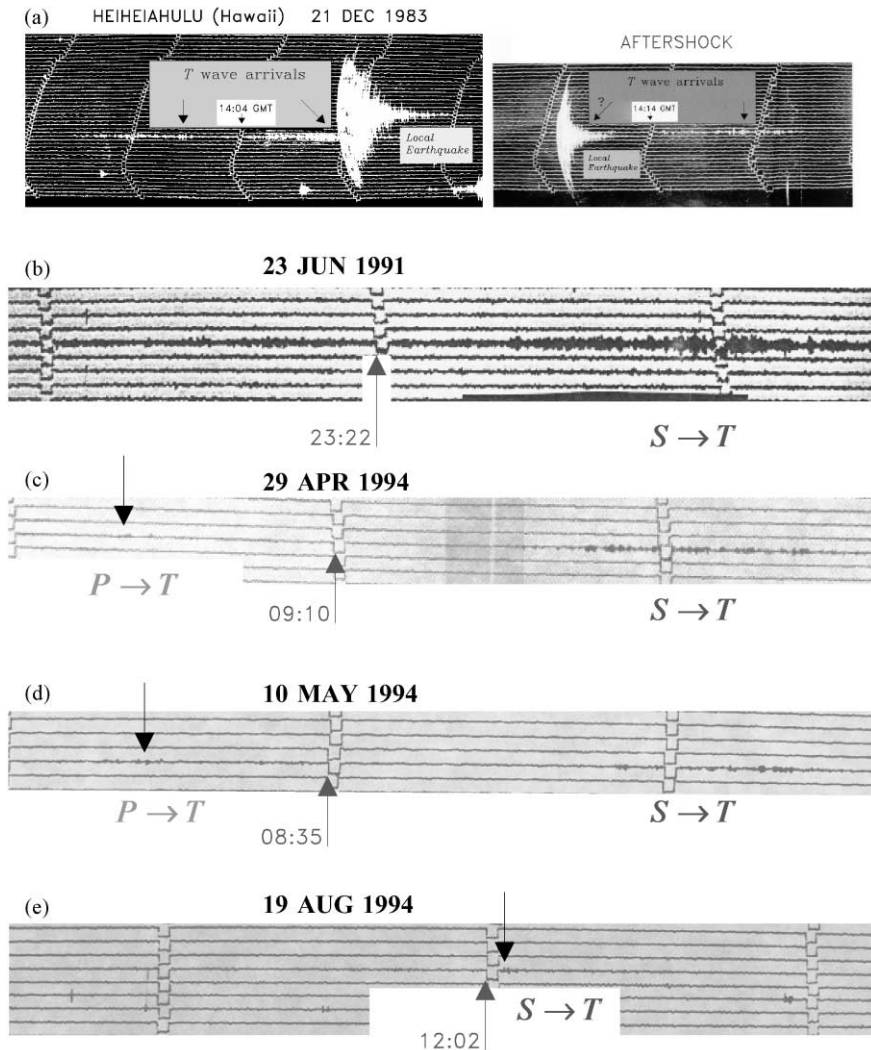 (a) HEIHEIAHULU (Hawaii) 21 DEC 1983
T wave arrivals
14:04 GMT
Local
Earthquake
AFTERSHOCK
T wave arrivals
?
14:14 GMT
Local
Earthquake
(b) 23 JUN 1991
23:22
S → T
(c) 29 APR 1994
P → T
09:10
S → T
(d) 10 MAY 1994
P → T
08:35
S → T
(e) 19 AUG 1994
S → T
12:02